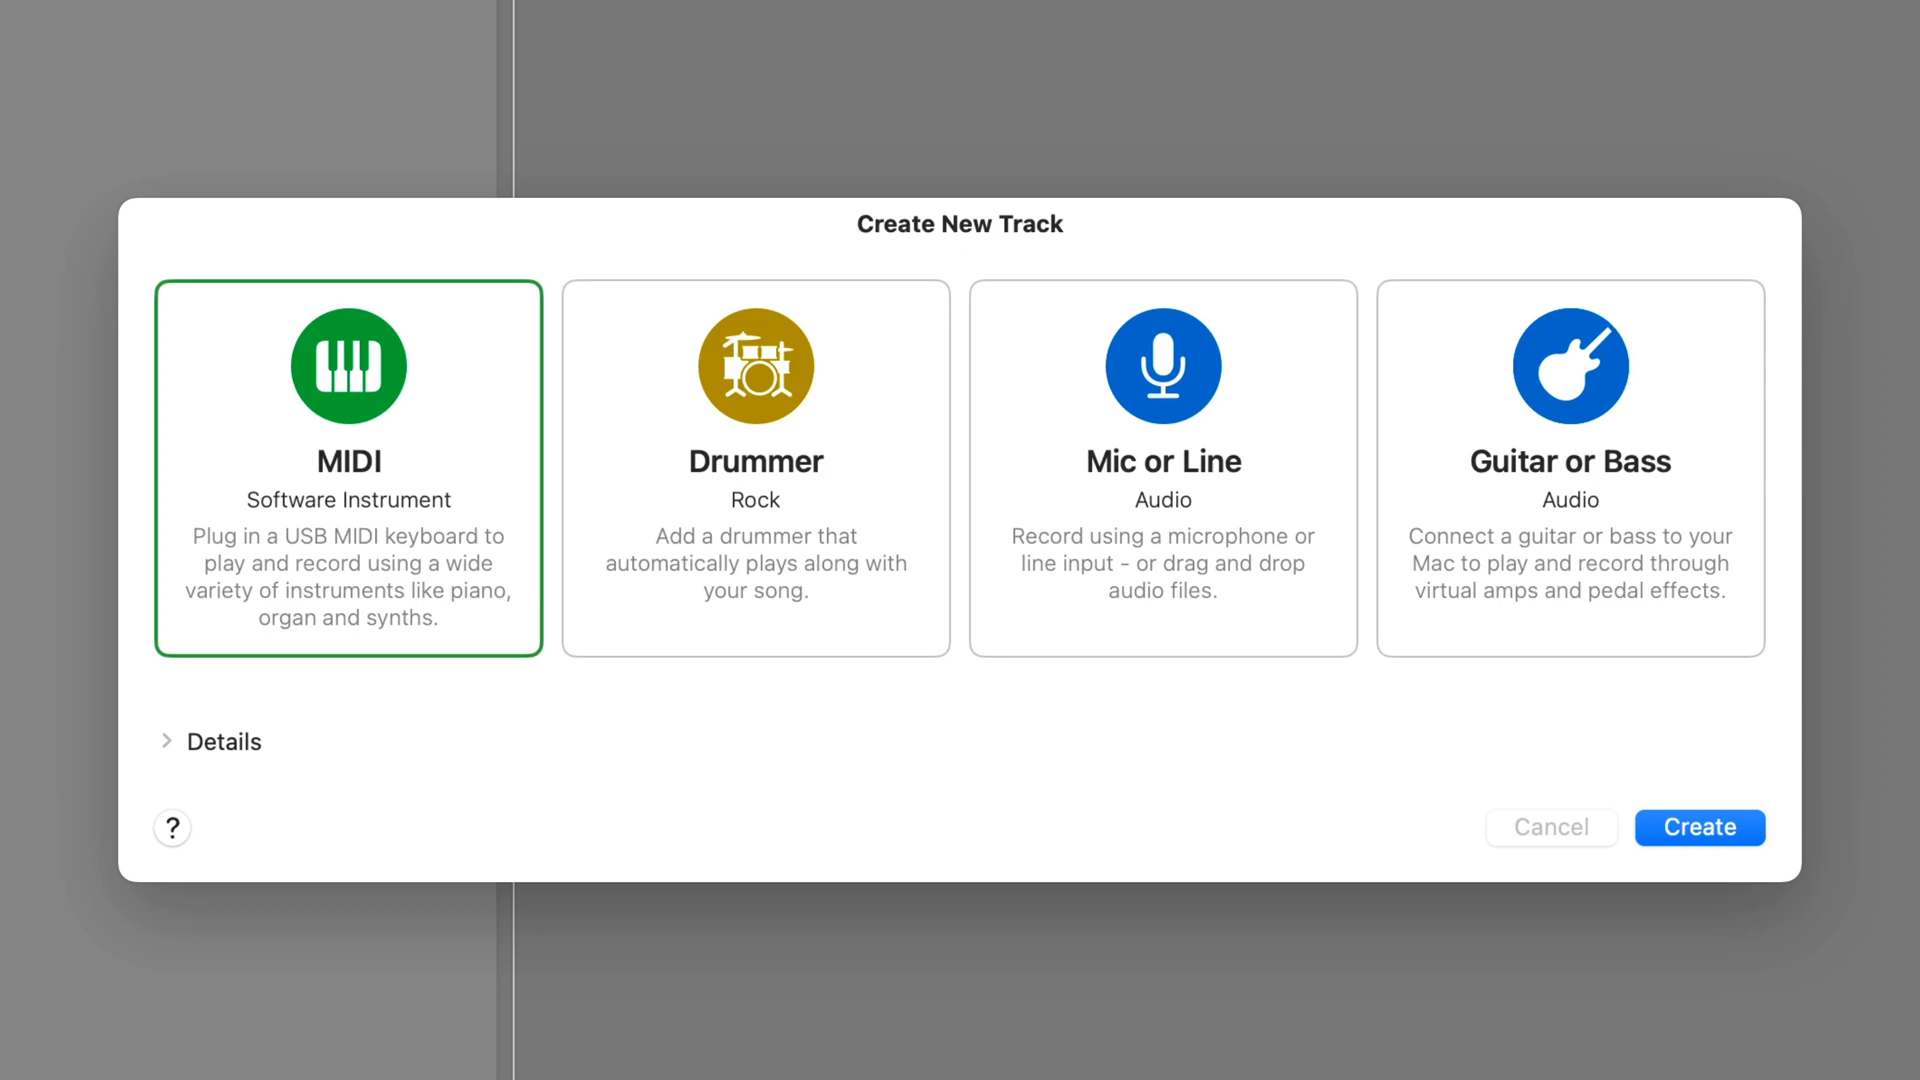 Create New Track
MIDI
Software Instrument
Plug in a USB MIDI keyboard to
play and record using a wide
variety of instruments like piano,
organ and synths.
Drummer
Rock
Add a drummer that
automatically plays along with
your song.
Mic or Line
Audio
Record using a microphone or
line input - or drag and drop
audio files.
Guitar or Bass
Audio
Connect a guitar or bass to your
Mac to play and record through
virtual amps and pedal effects.
Details
?
Cancel
Create